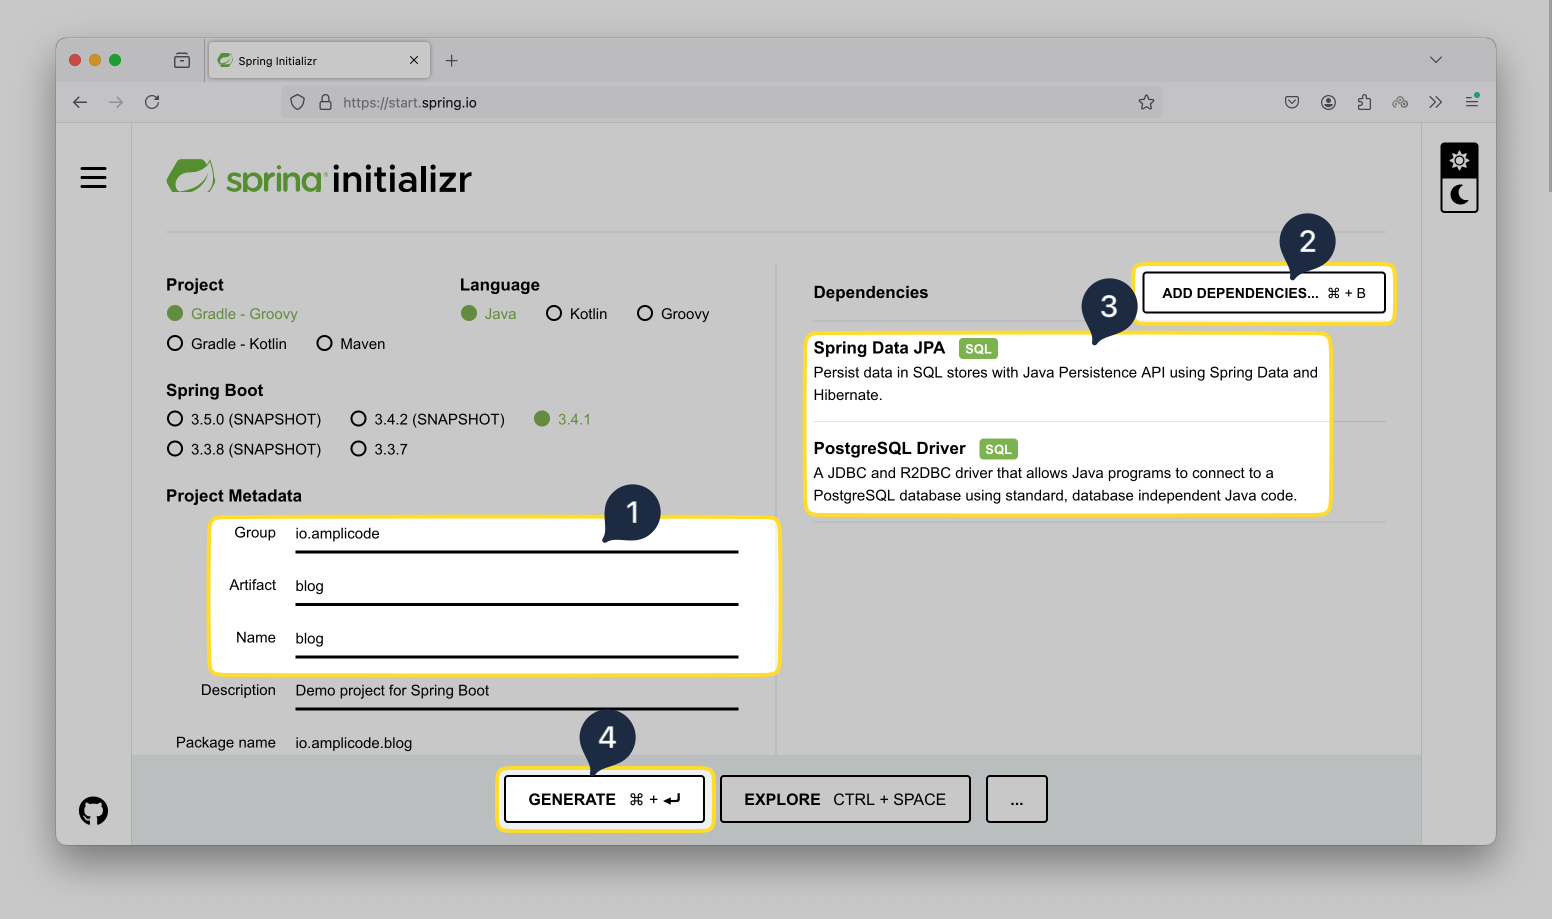 Spring Initializr
https://start.spring.io
spring initializr
2
Project
Language
Gradle - Groovy
Java
Kotlin
Groovy
Gradle - Kotlin
Maven
Spring Boot
3.5.0 (SNAPSHOT)
3.4.2 (SNAPSHOT)
3.4.1
3.3.8 (SNAPSHOT)
3.3.7
Project Metadata
1
Group io.amplicode
Artifact blog
Name blog
Description Demo project for Spring Boot
Package name io.amplicode.blog
Dependencies
ADD DEPENDENCIES... ⌘ + B
3
Spring Data JPA SQL
Persist data in SQL stores with Java Persistence API using Spring Data and
Hibernate.
PostgreSQL Driver SQL
A JDBC and R2DBC driver that allows Java programs to connect to a
PostgreSQL database using standard, database independent Java code.
4
GENERATE ⌘ + ↵
EXPLORE CTRL + SPACE
...